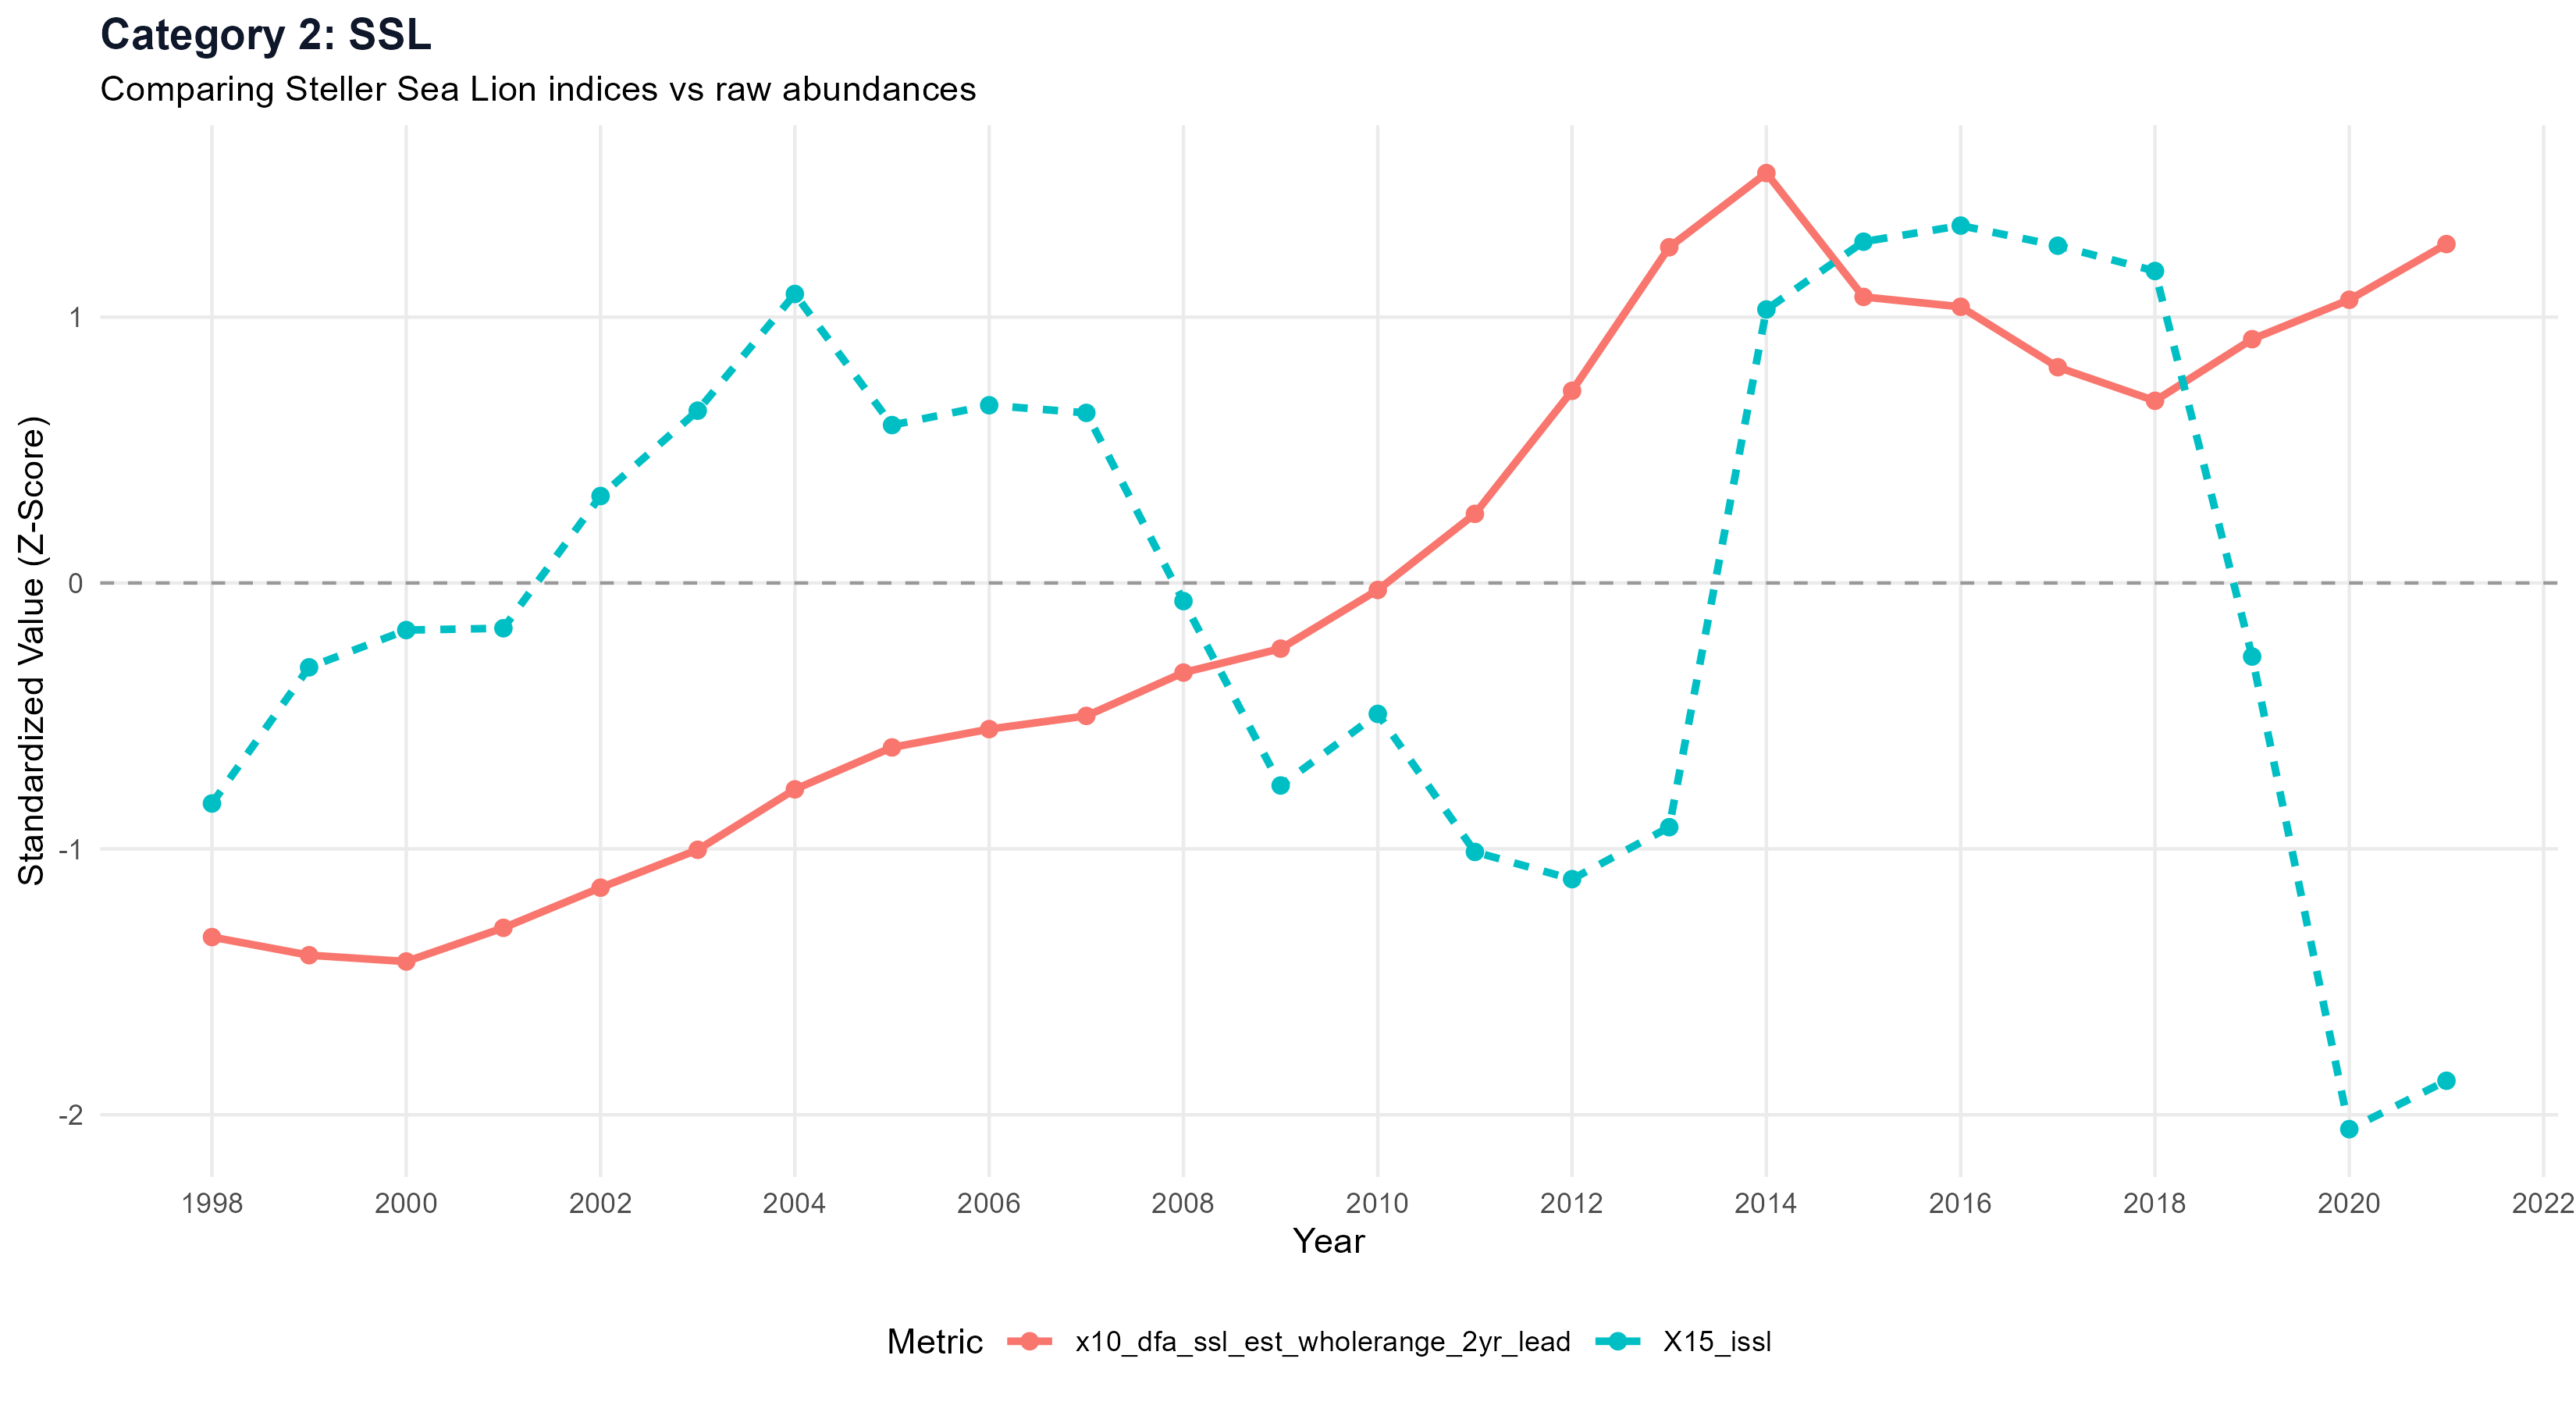 Category 2: SSL
Comparing Steller Sea Lion indices vs raw abundances
Standardized Value (Z-Score)
1
0
-1
-2
1998 2000 2002 2004 2006 2008 2010 2012 2014 2016 2018 2020 2022
Year
Metric x10_dfa_ssl_est_wholerange_2yr_lead X15_issl